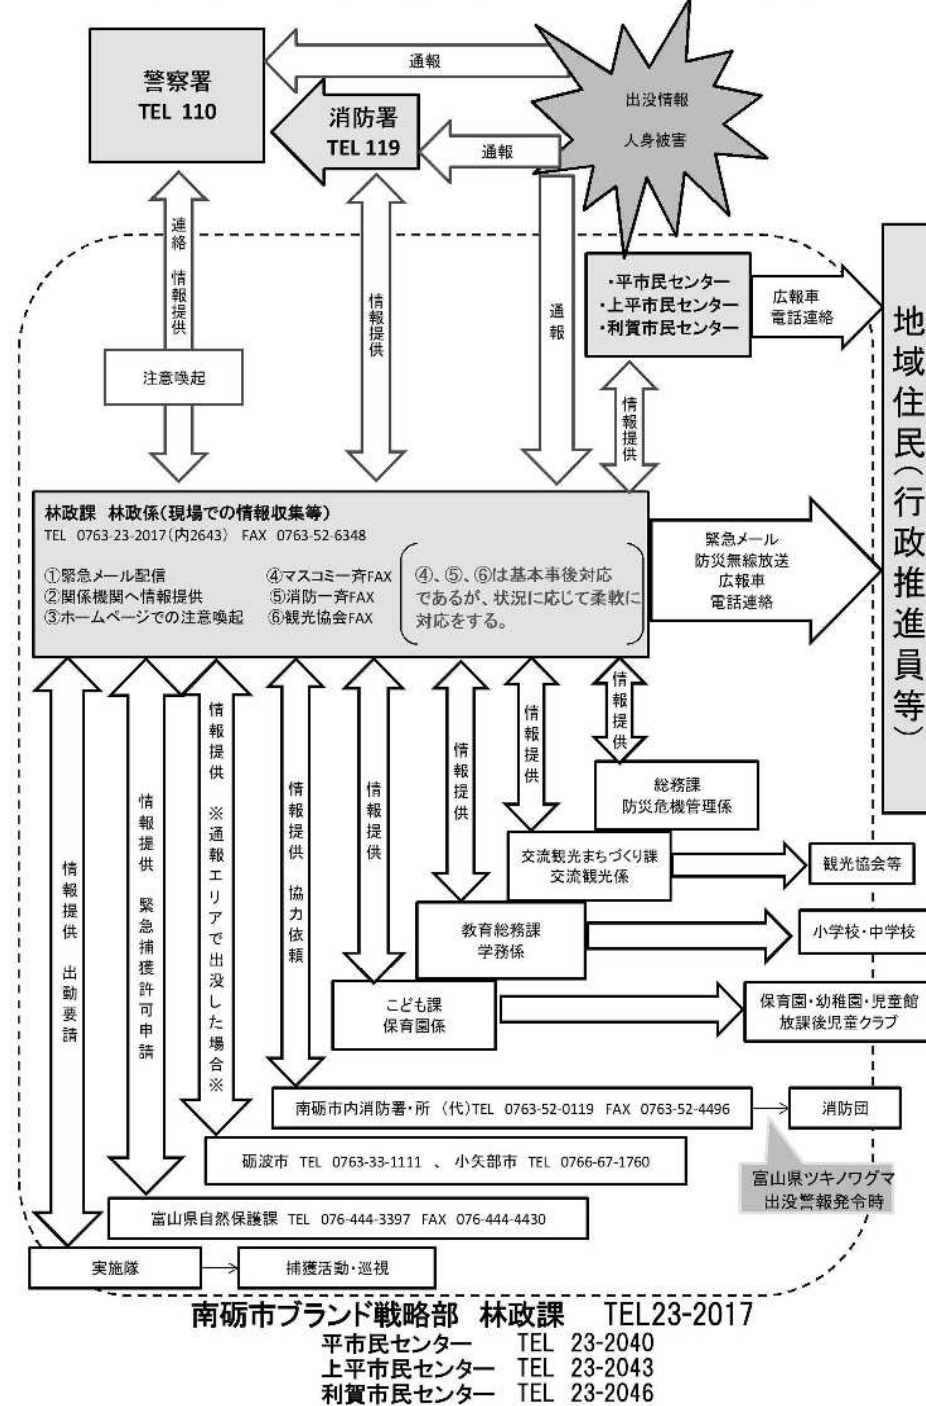 警察署
TEL 110
通報
消防署
TEL 119
通報
出没情報
人身被害
連絡 情報提供
注意喚起
情報提供
通報
・平市民センター
・上平市民センター
・利賀市民センター
広報車
電話連絡
情報提供
地域住民(行政推進員等)
林政課 林政係(現場での情報収集等)
TEL 0763-23-2017(内2643) FAX 0763-52-6348
①緊急メール配信
②関係機関へ情報提供
③ホームページでの注意喚起
④マスコミ一斉FAX
⑤消防一斉FAX
⑥観光協会FAX
④、⑤、⑥は基本事後対応
であるが、状況に応じて柔軟に
対応をする。
緊急メール
防災無線放送
広報車
電話連絡
情報提供 出動要請
情報提供 緊急捕獲許可申請
情報提供 ※通報エリアで出没した場合※
情報提供 協力依頼
情報提供
情報提供
情報提供
情報提供
総務課
防災危機管理係
交流観光まちづくり課
交流観光係
観光協会等
教育総務課
学務係
小学校・中学校
こども課
保育園係
保育園・幼稚園・児童館
放課後児童クラブ
南砺市内消防署・所 (代)TEL 0763-52-0119 FAX 0763-52-4496
消防団
砺波市 TEL 0763-33-1111 、 小矢部市 TEL 0766-67-1760
富山県ツキノワグマ
出没警報発令時
富山県自然保護課 TEL 076-444-3397 FAX 076-444-4430
実施隊
捕獲活動・巡視
南砺市ブランド戦略部 林政課 TEL23-2017
平市民センター TEL 23-2040
上平市民センター TEL 23-2043
利賀市民センター TEL 23-2046